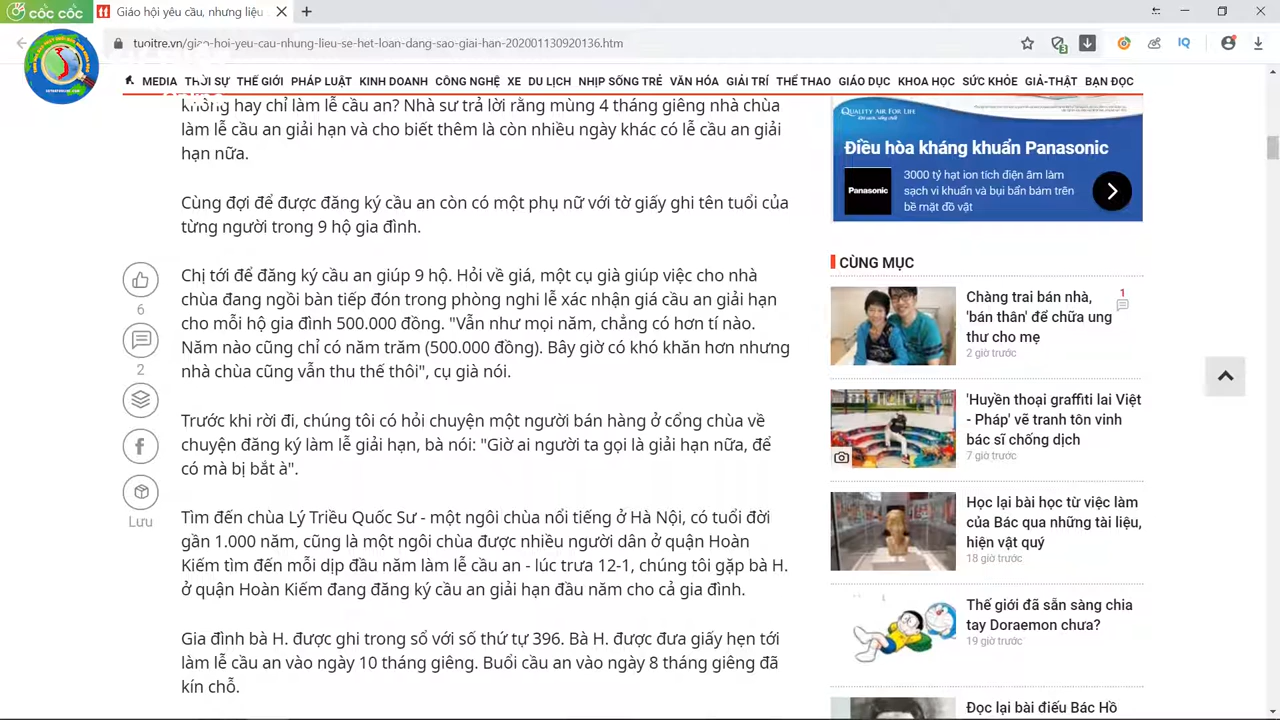 CỐC CỐC
Giáo hội yêu cầu, nhưng liệu
tuoitre.vn/giao-hoi-yeu-cau-nhung-lieu-se-het-han-dang-sao-giai-han-20200113092
IQ
MEDIA THỜI SỰ THẾ GIỚI PHÁP LUẬT KINH DOANH CÔNG NGHỆ XE DU LỊCH NHỊP SỐNG TRẺ VĂN HÓA GIẢI TRÍ THỂ THAO GIÁO DỤC KHOA HỌC SỨC KHỎE GIẢ-THẬT BẠN ĐỌC
không hay chỉ làm lễ cầu an? Nhà sư trả lời rằng mùng 4 tháng giêng nhà chùa
làm lễ cầu an giải hạn và cho biết thêm là còn nhiều ngày khác có lễ cầu an giải
hạn nữa.
Cùng đợi để được đăng ký cầu an còn có một phụ nữ với tờ giấy ghi tên tuổi của
từng người trong 9 hộ gia đình.
Chị tới để đăng ký cầu an giúp 9 hộ. Hỏi về giá, một cụ già giúp việc cho nhà
chùa đang ngồi bàn tiếp đón trong phòng nghi lễ xác nhận giá cầu an giải hạn
cho mỗi hộ gia đình 500.000 đồng. "Vẫn như mọi năm, chẳng có hơn tí nào.
Năm nào cũng chỉ có năm trăm (500.000 đồng). Bây giờ có khó khăn hơn nhưng
nhà chùa cũng vẫn thu thế thôi", cụ già nói.
Trước khi rời đi, chúng tôi có hỏi chuyện một người bán hàng ở cổng chùa về
chuyện đăng ký làm lễ giải hạn, bà nói: "Giờ ai người ta gọi là giải hạn nữa, để
có mà bị bắt à".
Tìm đến chùa Lý Triều Quốc Sư - một ngôi chùa nổi tiếng ở Hà Nội, có tuổi đời
gần 1.000 năm, cũng là một ngôi chùa được nhiều người dân ở quận Hoàn
Kiếm tìm đến mỗi dịp đầu năm làm lễ cầu an - lúc trưa 12-1, chúng tôi gặp bà H.
ở quận Hoàn Kiếm đang đăng ký cầu an giải hạn đầu năm cho cả gia đình.
Gia đình bà H. được ghi trong sổ với số thứ tự 396. Bà H. được đưa giấy hẹn tới
làm lễ cầu an vào ngày 10 tháng giêng. Buổi cầu an vào ngày 8 tháng giêng đã
kín chỗ.
6
2
Lưu
QUALITY AIR FOR LIFE
Điều hòa kháng khuẩn Panasonic
Panasonic
3000 tỷ hạt ion tích điện âm làm
sạch vi khuẩn và bụi bẩn bám trên
bề mặt đồ vật
CÙNG MỤC
Chàng trai bán nhà,
'bán thân' để chữa ung
thư cho mẹ
1
2 giờ trước
'Huyền thoại graffiti lai Việt
- Pháp' vẽ tranh tôn vinh
bác sĩ chống dịch
7 giờ trước
Học lại bài học từ việc làm
của Bác qua những tài liệu,
hiện vật quý
18 giờ trước
Thế giới đã sẵn sàng chia
tay Doraemon chưa?
19 giờ trước
Đọc lại bài điếu Bác Hồ